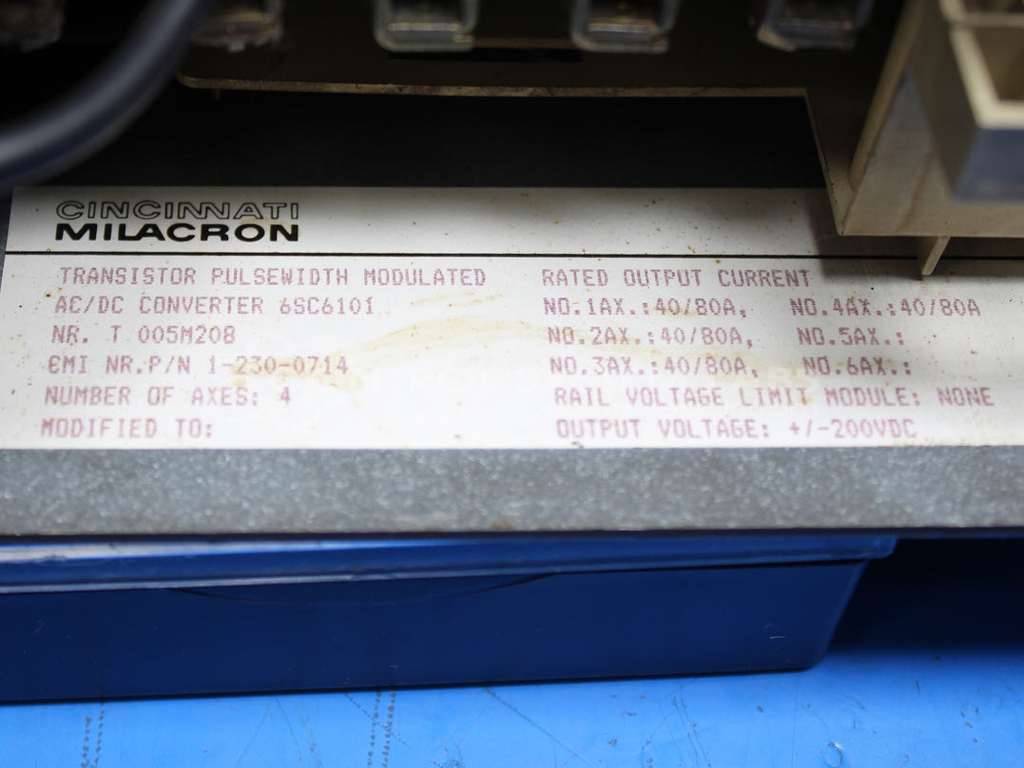 CINCINNATI
MILACRON
TRANSISTOR PULSEWIDTH MODULATED
AC/DC CONVERTER 6SC6101
NR. T 005M208
EMI NR.P/N 1-230-0714
NUMBER OF AXES: 4
MODIFIED TO:
RATED OUTPUT CURRENT
NO.1AX.:40/80A, NO.4AX.:40/80A
NO.2AX.:40/80A, NO.5AX.:
NO.3AX.:40/80A, NO.6AX.:
RAIL VOLTAGE LIMIT MODULE: NONE
OUTPUT VOLTAGE: +/-200VDC